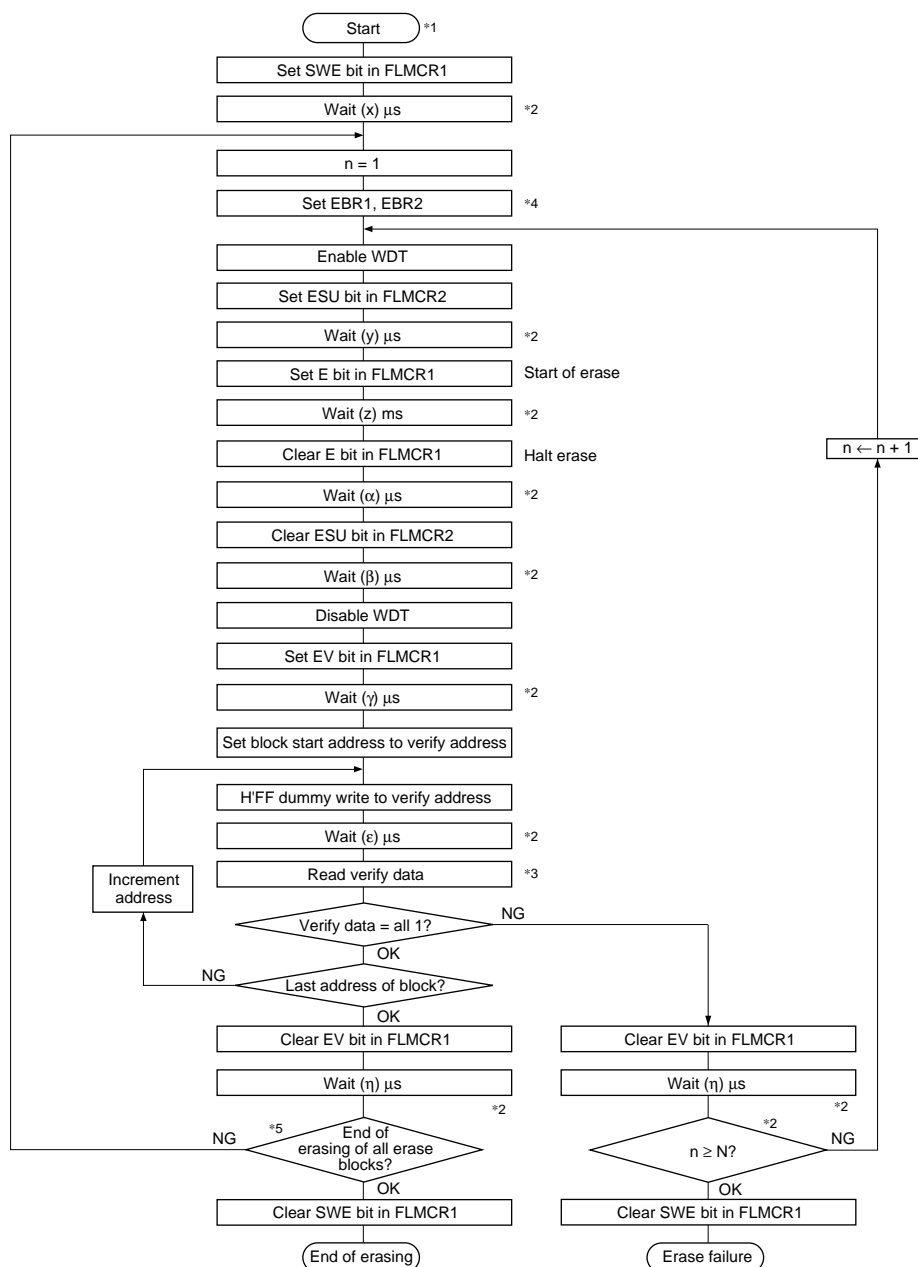 Start *1
Set SWE bit in FLMCR1
Wait (x) μs *2
n = 1
Set EBR1, EBR2 *4
Enable WDT
Set ESU bit in FLMCR2
Wait (y) μs *2
Set E bit in FLMCR1 Start of erase
Wait (z) ms *2
n ← n + 1
Clear E bit in FLMCR1 Halt erase
Wait (α) μs *2
Clear ESU bit in FLMCR2
Wait (β) μs *2
Disable WDT
Set EV bit in FLMCR1
Wait (γ) μs *2
Set block start address to verify address
H'FF dummy write to verify address
Wait (ε) μs *2
Increment
address
Read verify data *3
Verify data = all 1? NG
OK
NG Last address of block?
OK
Clear EV bit in FLMCR1 Clear EV bit in FLMCR1
Wait (η) μs Wait (η) μs
*2 *2
NG *5 End of
erasing of all erase
blocks?
*2 n ≥ N? NG
OK OK
Clear SWE bit in FLMCR1 Clear SWE bit in FLMCR1
End of erasing Erase failure